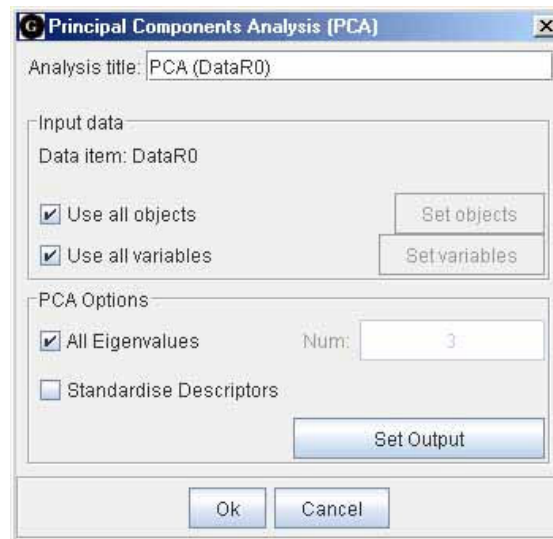 G Principal Components Analysis (PCA)
Analysis title: PCA (DataR0)
Input data
Data item: DataR0
Use all objects Set objects
Use all variables Set variables
PCA Options
All Eigenvalues Num: 3
Standardise Descriptors
Set Output
Ok Cancel